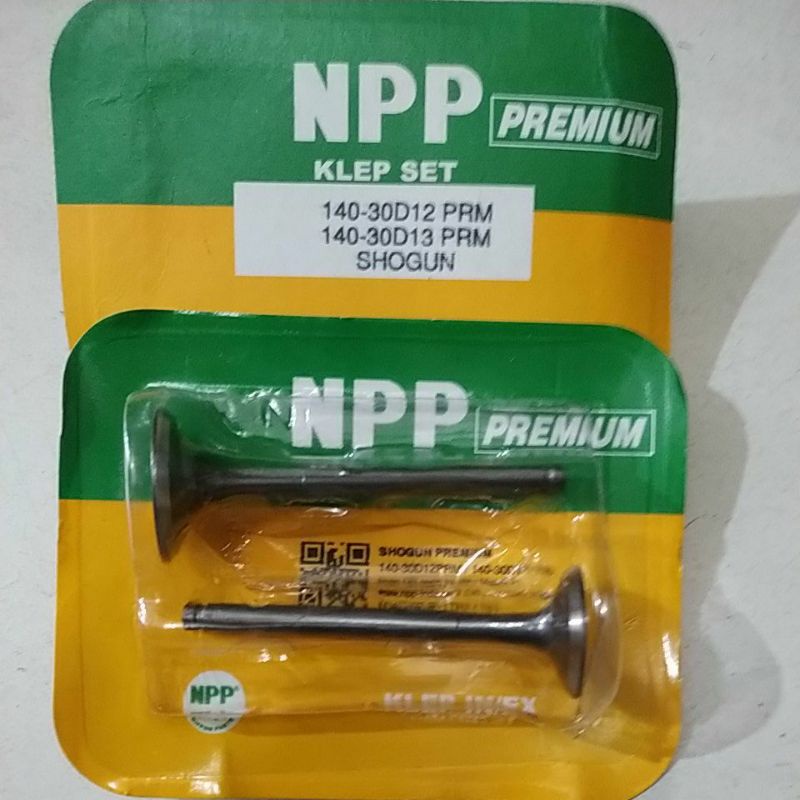 NPP PREMIUM
KLEP SET
140-30D12 PRM
140-30D13 PRM
SHOGUN
NPP PREMIUM
SHOGUN PREMIUM
140-30D12PRM
NPP
KLEP IN/EX